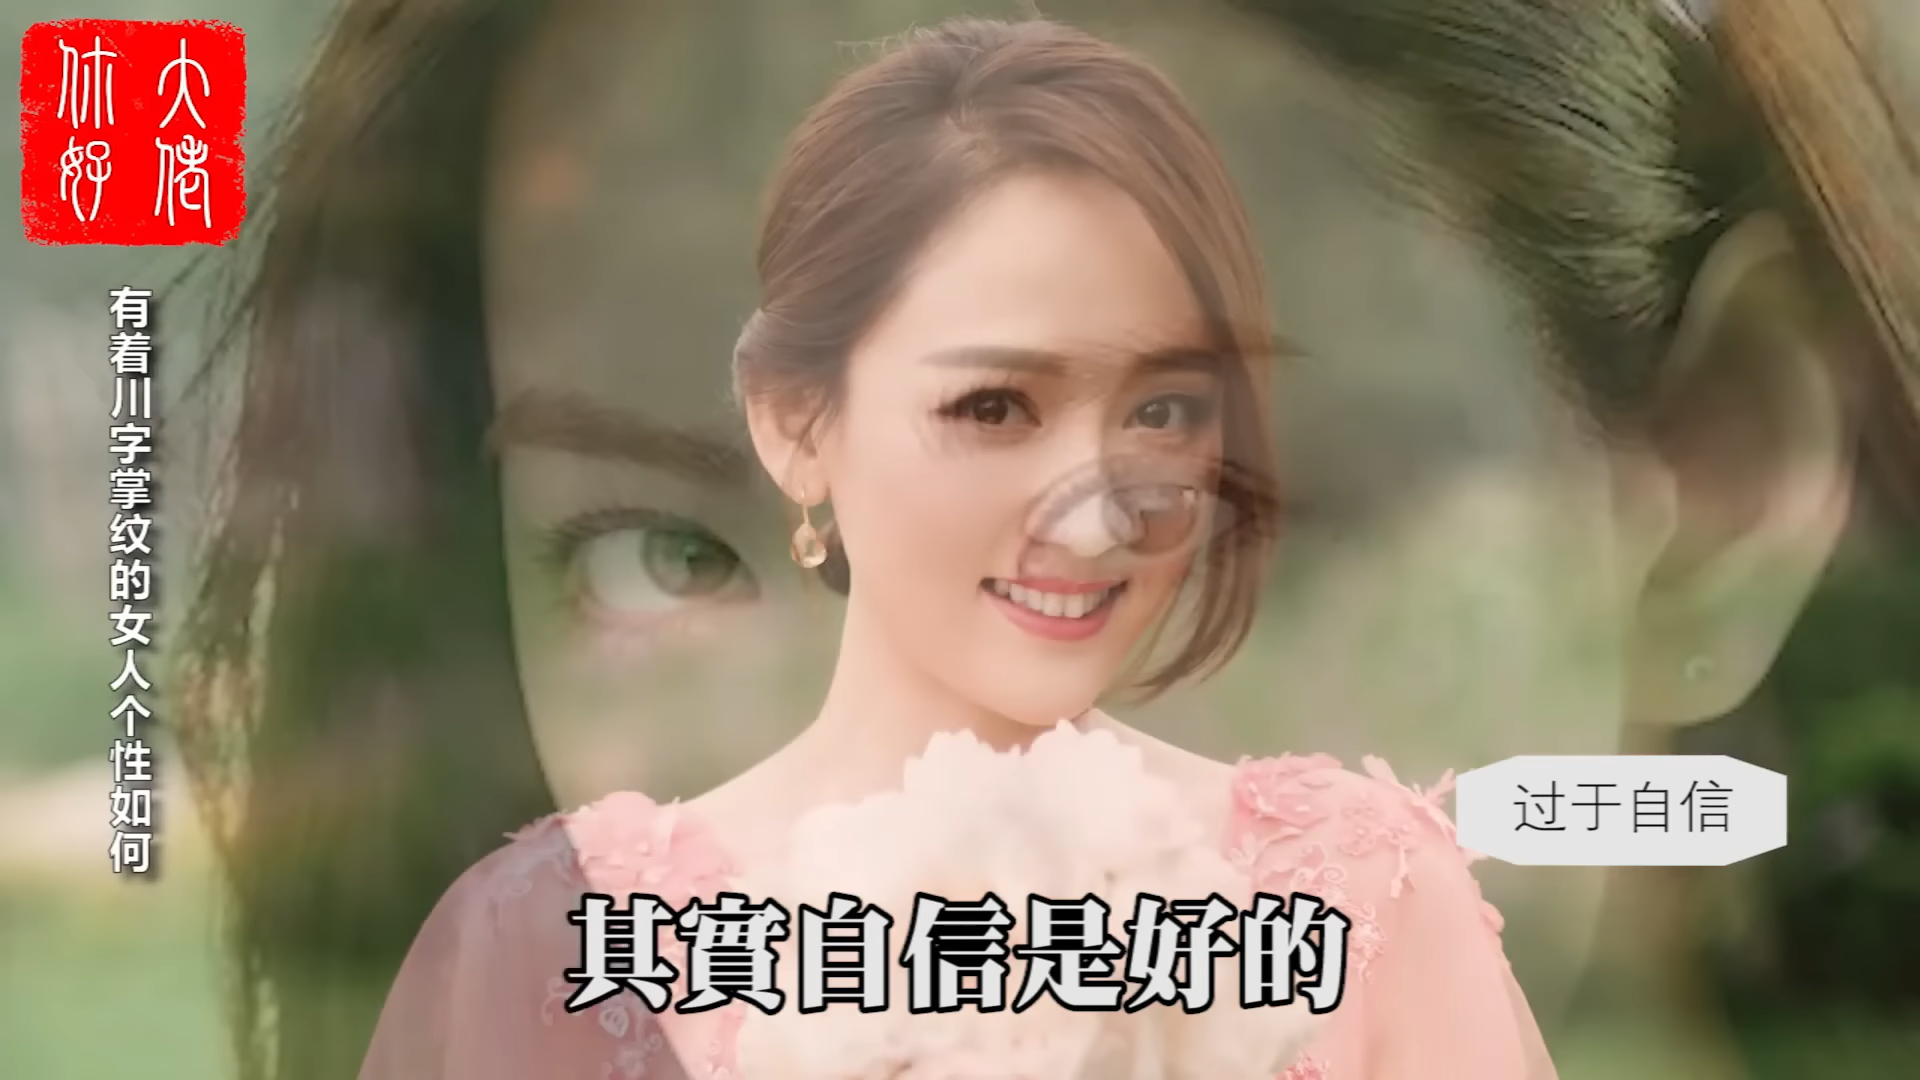 大佬
你好
有着川字掌纹的女人个性如何
过于自信
其實自信是好的